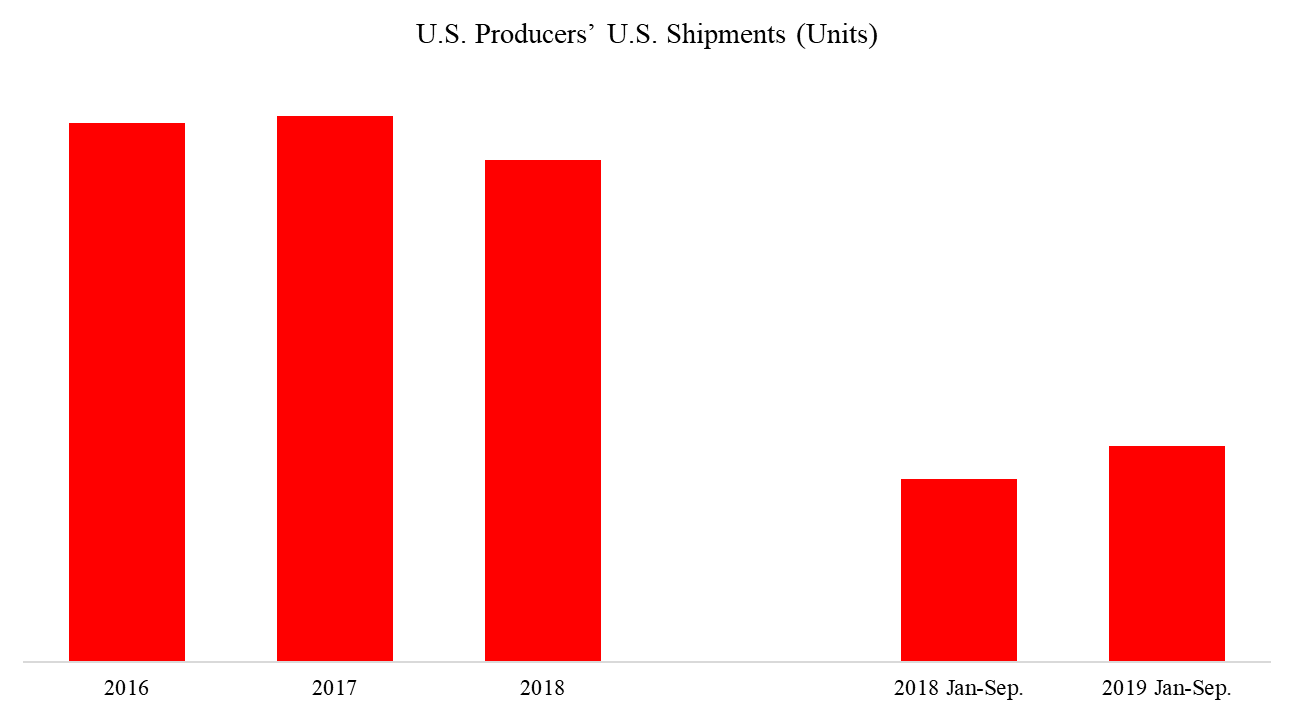 U.S. Producers’ U.S. Shipments (Units)
2016
2017
2018
2018 Jan-Sep.
2019 Jan-Sep.